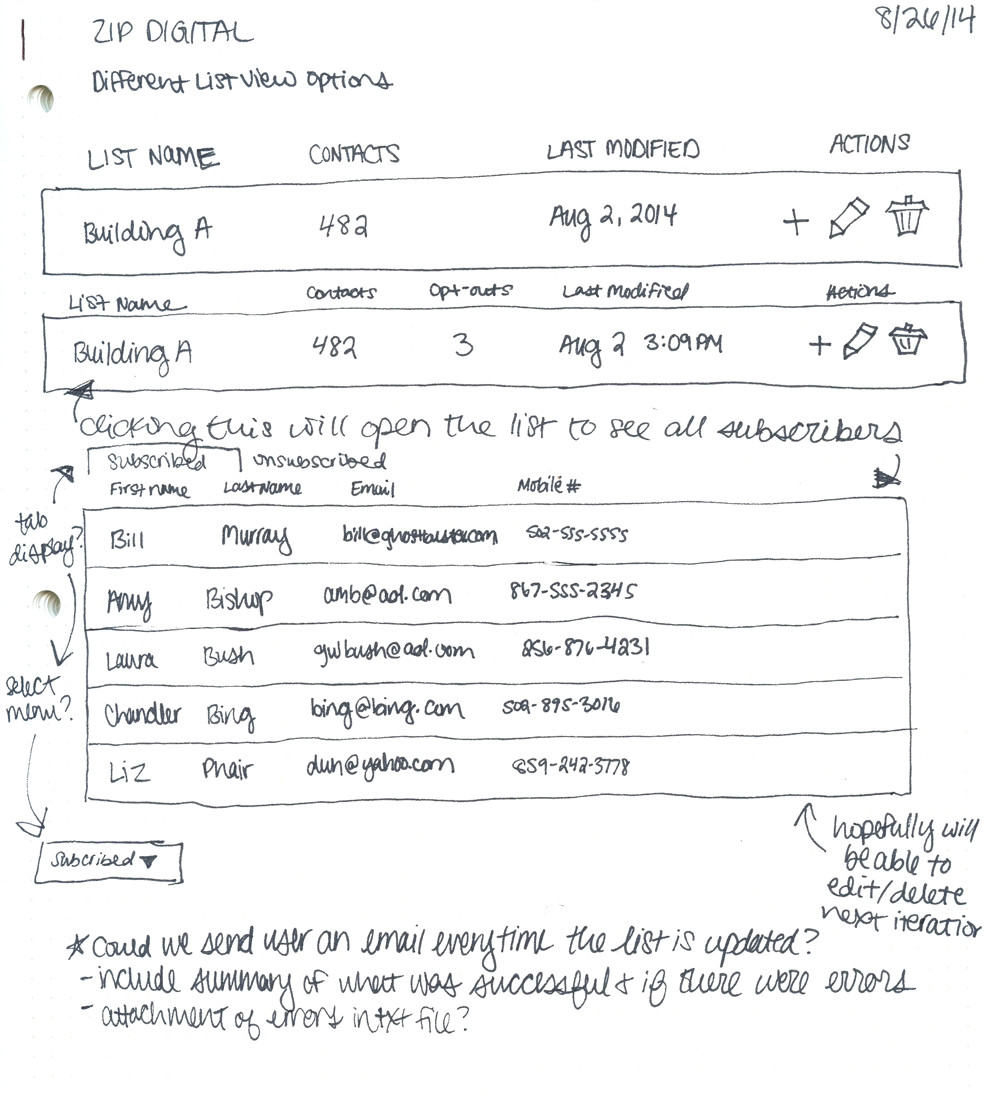 8/26/14
ZIP DIGITAL
Different List View Options
LIST NAME CONTACTS LAST MODIFIED ACTIONS
Building A 482 Aug 2, 2014 +
List Name Contacts Opt-outs Last Modified Actions
Building A 482 3 Aug 2 3:09 PM +
clicking this will open the list to see all subscribers
Subscribed unsubscribed
First name Last Name Email Mobile #
tab
display?
Bill Murray bill@ghostbuster.com 502-555-5555
Amy Bishop amb@aol.com 867-555-2345
Laura Bush gwbush@aol.com 256-876-4231
select
menu?
Chandler Bing bing@bing.com 502-895-3016
Liz Phair duh@yahoo.com 859-242-3778
hopefully will
be able to
edit/delete
next iteration
Subcribed ▼
* Could we send user an email everytime the list is updated?
- include summary of what was successful & if there were errors
- attachment of errors in txt file?